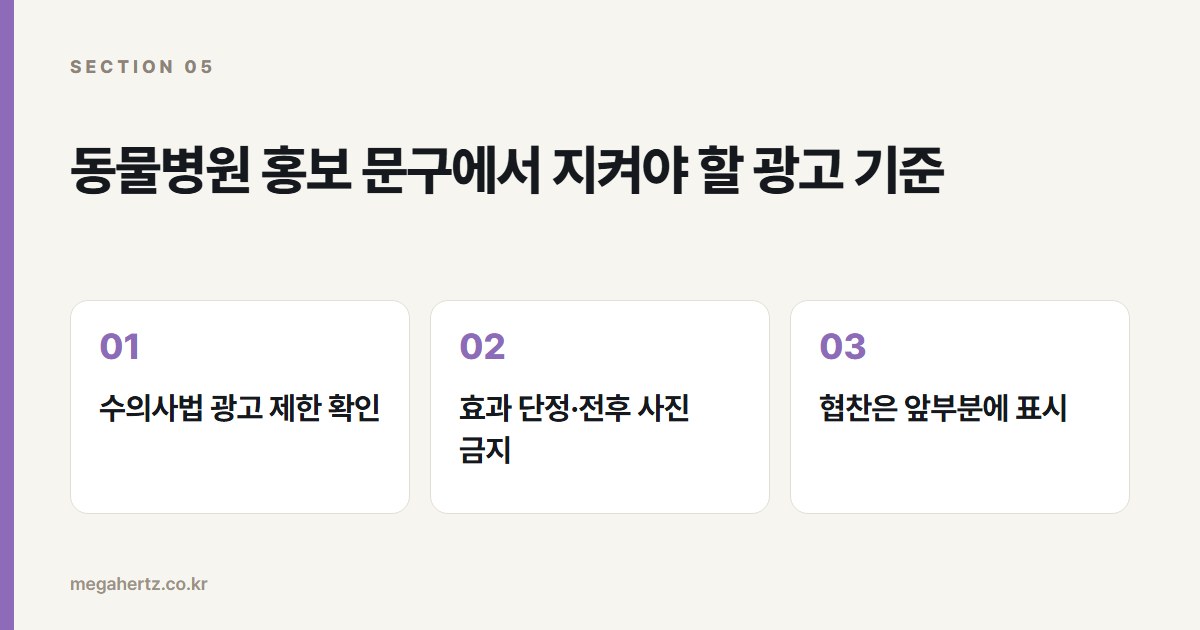 SECTION 05
동물병원 홍보 문구에서 지켜야 할 광고 기준
01
수의사법 광고 제한 확인
02
효과 단정·전후 사진
금지
03
협찬은 앞부분에 표시
megahertz.co.kr